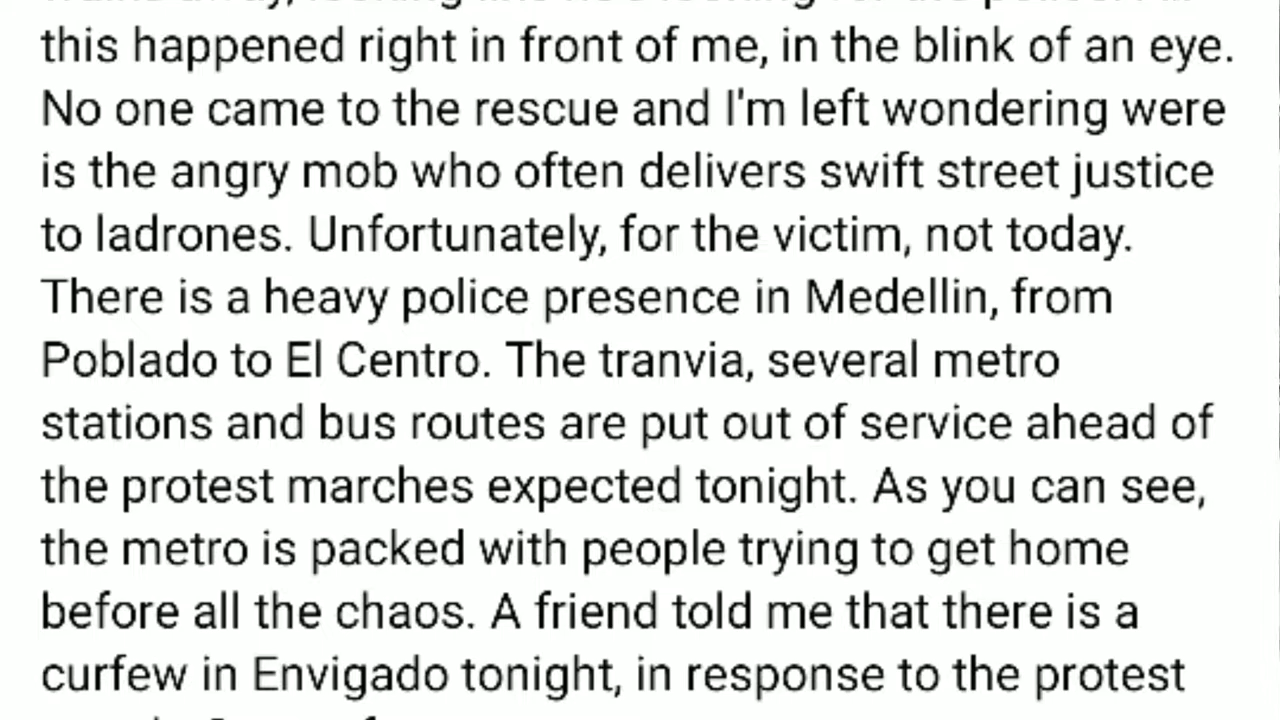 this happened right in front of me, in the blink of an eye.
No one came to the rescue and I'm left wondering were
is the angry mob who often delivers swift street justice
to ladrones. Unfortunately, for the victim, not today.
There is a heavy police presence in Medellin, from
Poblado to El Centro. The tranvia, several metro
stations and bus routes are put out of service ahead of
the protest marches expected tonight. As you can see,
the metro is packed with people trying to get home
before all the chaos. A friend told me that there is a
curfew in Envigado tonight, in response to the protest